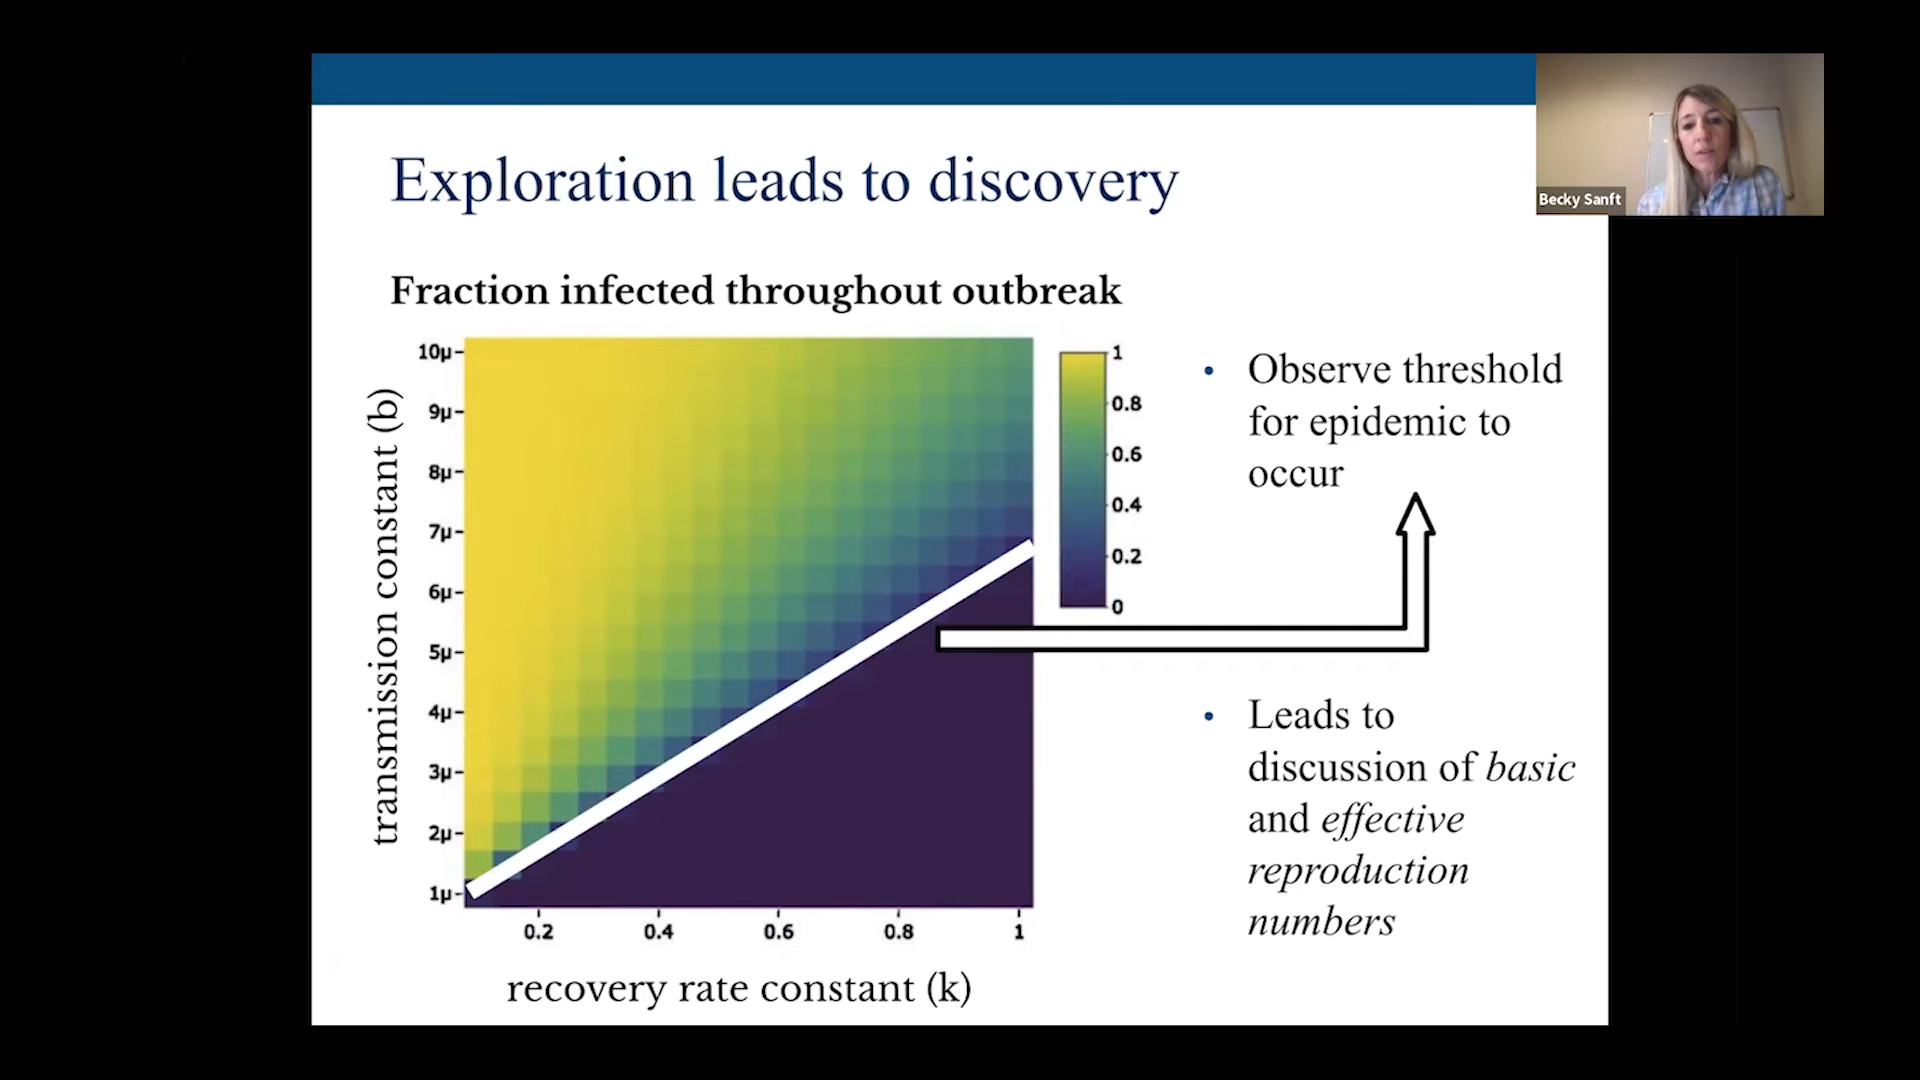 Exploration leads to discovery
Becky Sanft
Fraction infected throughout outbreak
transmission constant (b)
10μ
9μ
8μ
7μ
6μ
5μ
4μ
3μ
2μ
1μ
0.2
0.4
0.6
0.8
1
recovery rate constant (k)
1
0.8
0.6
0.4
0.2
0
• Observe threshold
for epidemic to
occur
• Leads to
discussion of basic
and effective
reproduction
numbers